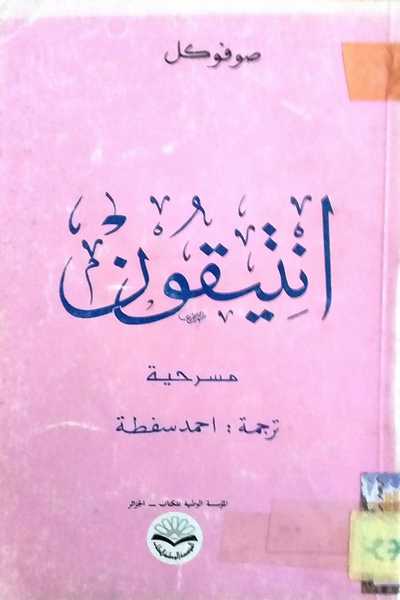 صوفوكل
انتيقون
مسرحية
ترجمة : احمد سفطة
المؤسسة الوطنية للكتاب — الجزائر